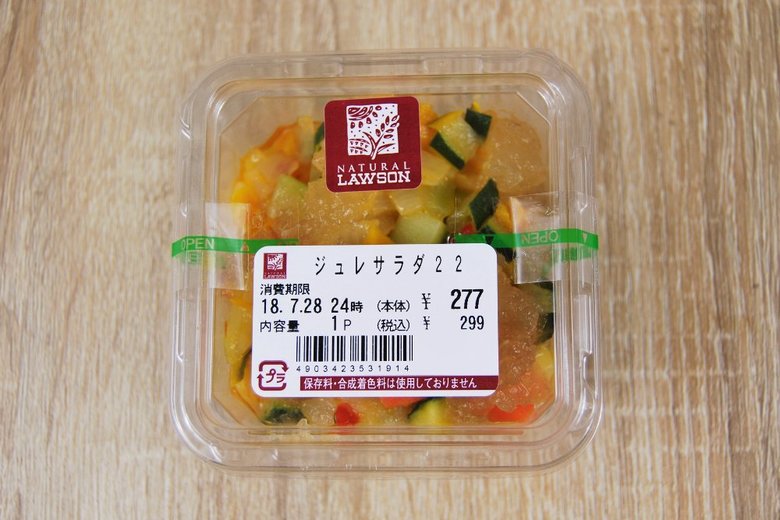 NATURAL
LAWSON
OPEN
OPEN
ジュレサラダ22
消費期限
18.7.28 24時 (本体) ¥ 277
内容量 1P (税込) ¥ 299
4903423531914
プラ
保存料・合成着色料は使用しておりません